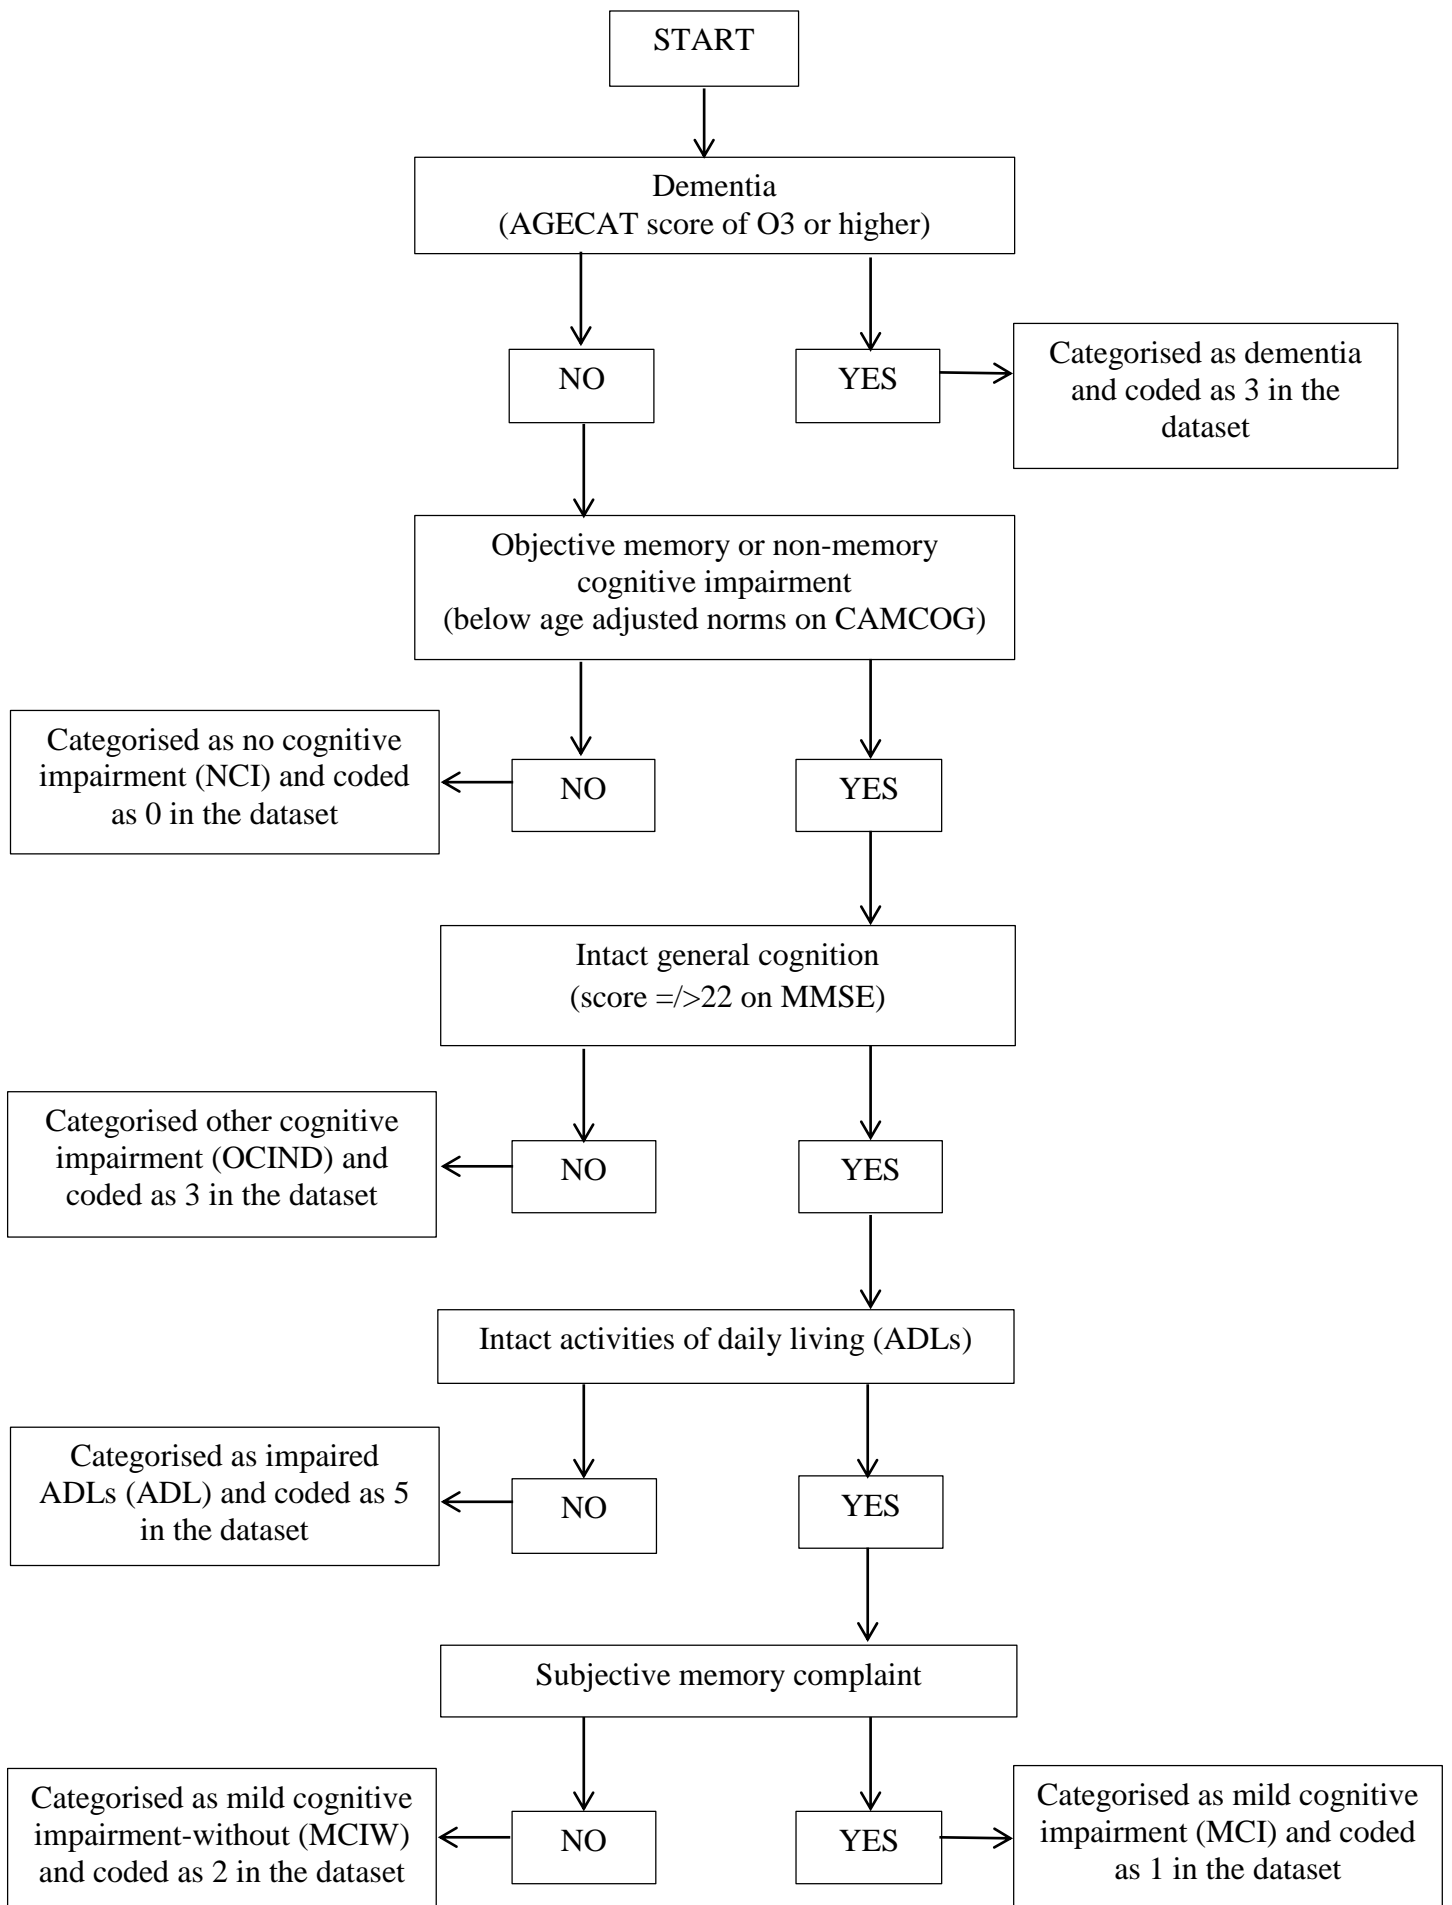 START
Dementia
(AGECAT score of O3 or higher)
NO
YES
Categorised as dementia
and coded as 3 in the
dataset
Objective memory or non-memory
cognitive impairment
(below age adjusted norms on CAMCOG)
Categorised as no cognitive
impairment (NCI) and coded
as 0 in the dataset
NO
YES
Intact general cognition
(score =/>22 on MMSE)
Categorised other cognitive
impairment (OCIND) and
coded as 3 in the dataset
NO
YES
Intact activities of daily living (ADLs)
Categorised as impaired
ADLs (ADL) and coded as 5
in the dataset
NO
YES
Subjective memory complaint
Categorised as mild cognitive
impairment-without (MCIW)
and coded as 2 in the dataset
NO
YES
Categorised as mild cognitive
impairment (MCI) and coded
as 1 in the dataset